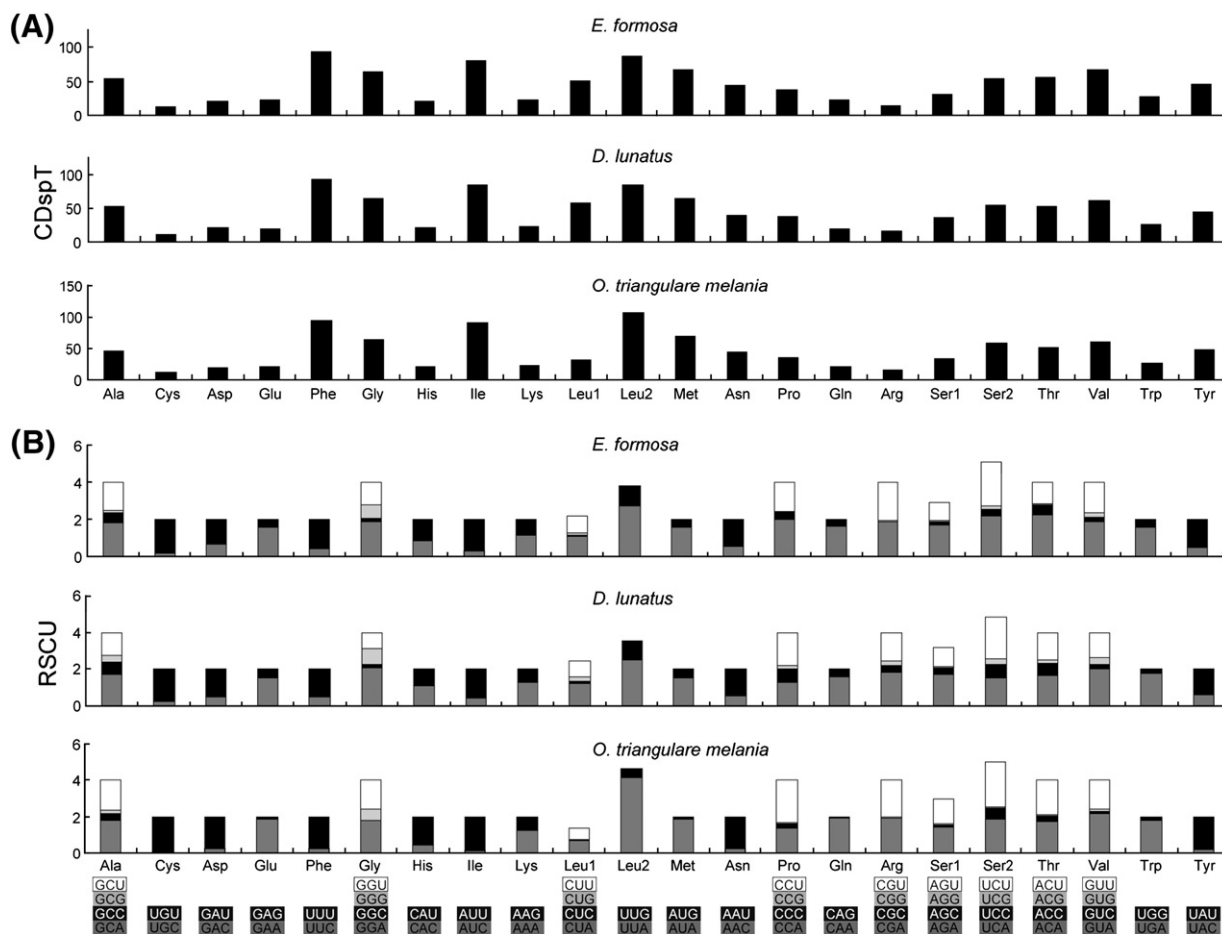 (A)
E. formosa
100
50
0
D. lunatus
CDspT
100
50
0
O. triangulare melania
150
100
50
0
Ala Cys Asp Glu Phe Gly His Ile Lys Leu1 Leu2 Met Asn Pro Gln Arg Ser1 Ser2 Thr Val Trp Tyr
(B)
E. formosa
6
4
2
0
D. lunatus
RSCU
6
4
2
0
O. triangulare melania
6
4
2
0
Ala Cys Asp Glu Phe Gly His Ile Lys Leu1 Leu2 Met Asn Pro Gln Arg Ser1 Ser2 Thr Val Trp Tyr
GCU GGU CUU CCU CGU AGU UCU ACU GUU
GCG GGG CUG CCG CGG AGG UCG ACG GUG
GCC UGU GAU GAG UUU GGC CAU AUU AAG CUC UUG AUG AAU CCC CAG CGC AGC UCC ACC GUC UGG UAU
GCA UGC GAC GAA UUC GGA CAC AUC AAA CUA UUA AUA AAC CCA CAA CGA AGA UCA ACA GUA UGA UAC